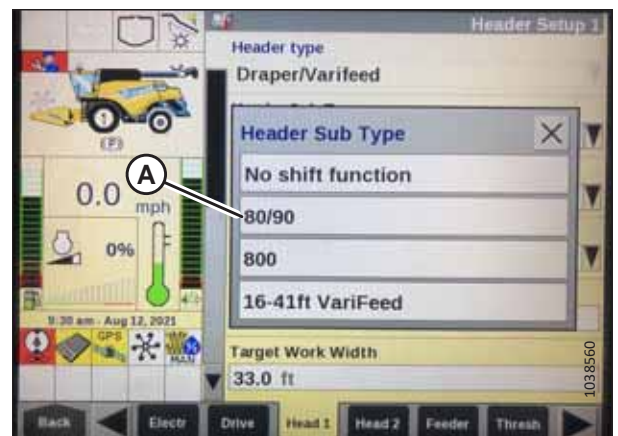 Header Setup 1
Header type
Draper/Varifeed
(P)
Header Sub Type
No shift function
80/90
800
16-41ft VariFeed
A
0.0 mph
0%
9:30 am - Aug 12, 2021
GPS
Target Work Width
33.0 ft
1038560
Back
Electr
Drive
Head 1
Head 2
Feeder
Thresh